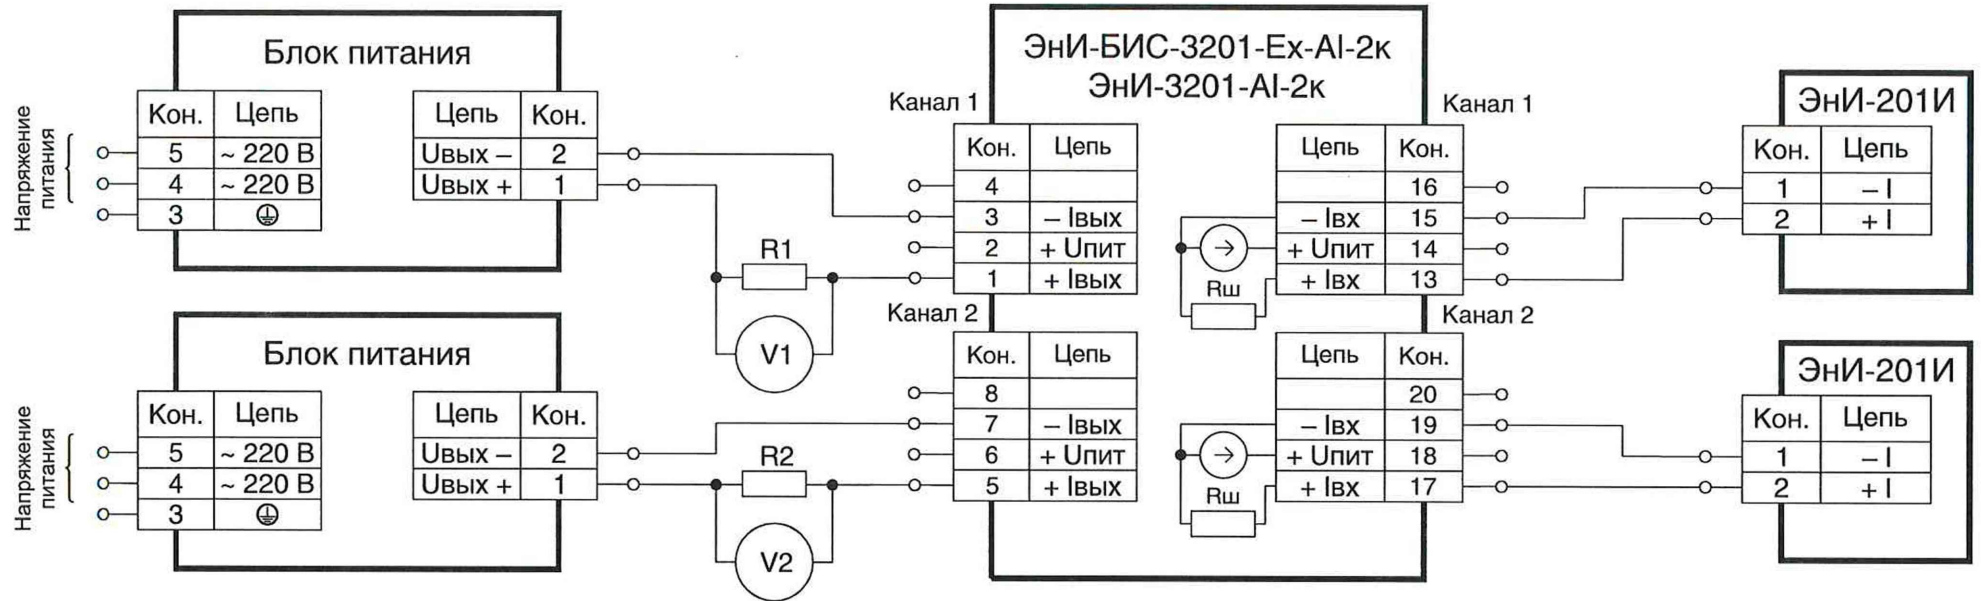 Блок питания
Напряжение
питания
Кон. Цепь
5 ~ 220 В
4 ~ 220 В
3
Цепь Кон.
Uвых – 2
Uвых + 1
R1
V1
ЭнИ-БИС-3201-Ex-AI-2к
ЭнИ-3201-AI-2к
Канал 1
Кон. Цепь
4
3 – Iвых
2 + Uпит
1 + Iвых
Канал 1
Цепь Кон.
16
– Iвх 15
+ Uпит 14
+ Iвх 13
Rш
ЭнИ-201И
Кон. Цепь
1 – I
2 + I
Блок питания
Напряжение
питания
Кон. Цепь
5 ~ 220 В
4 ~ 220 В
3
Цепь Кон.
Uвых – 2
Uвых + 1
R2
V2
Канал 2
Кон. Цепь
8
7 – Iвых
6 + Uпит
5 + Iвых
Канал 2
Цепь Кон.
20
– Iвх 19
+ Uпит 18
+ Iвх 17
Rш
ЭнИ-201И
Кон. Цепь
1 – I
2 + I